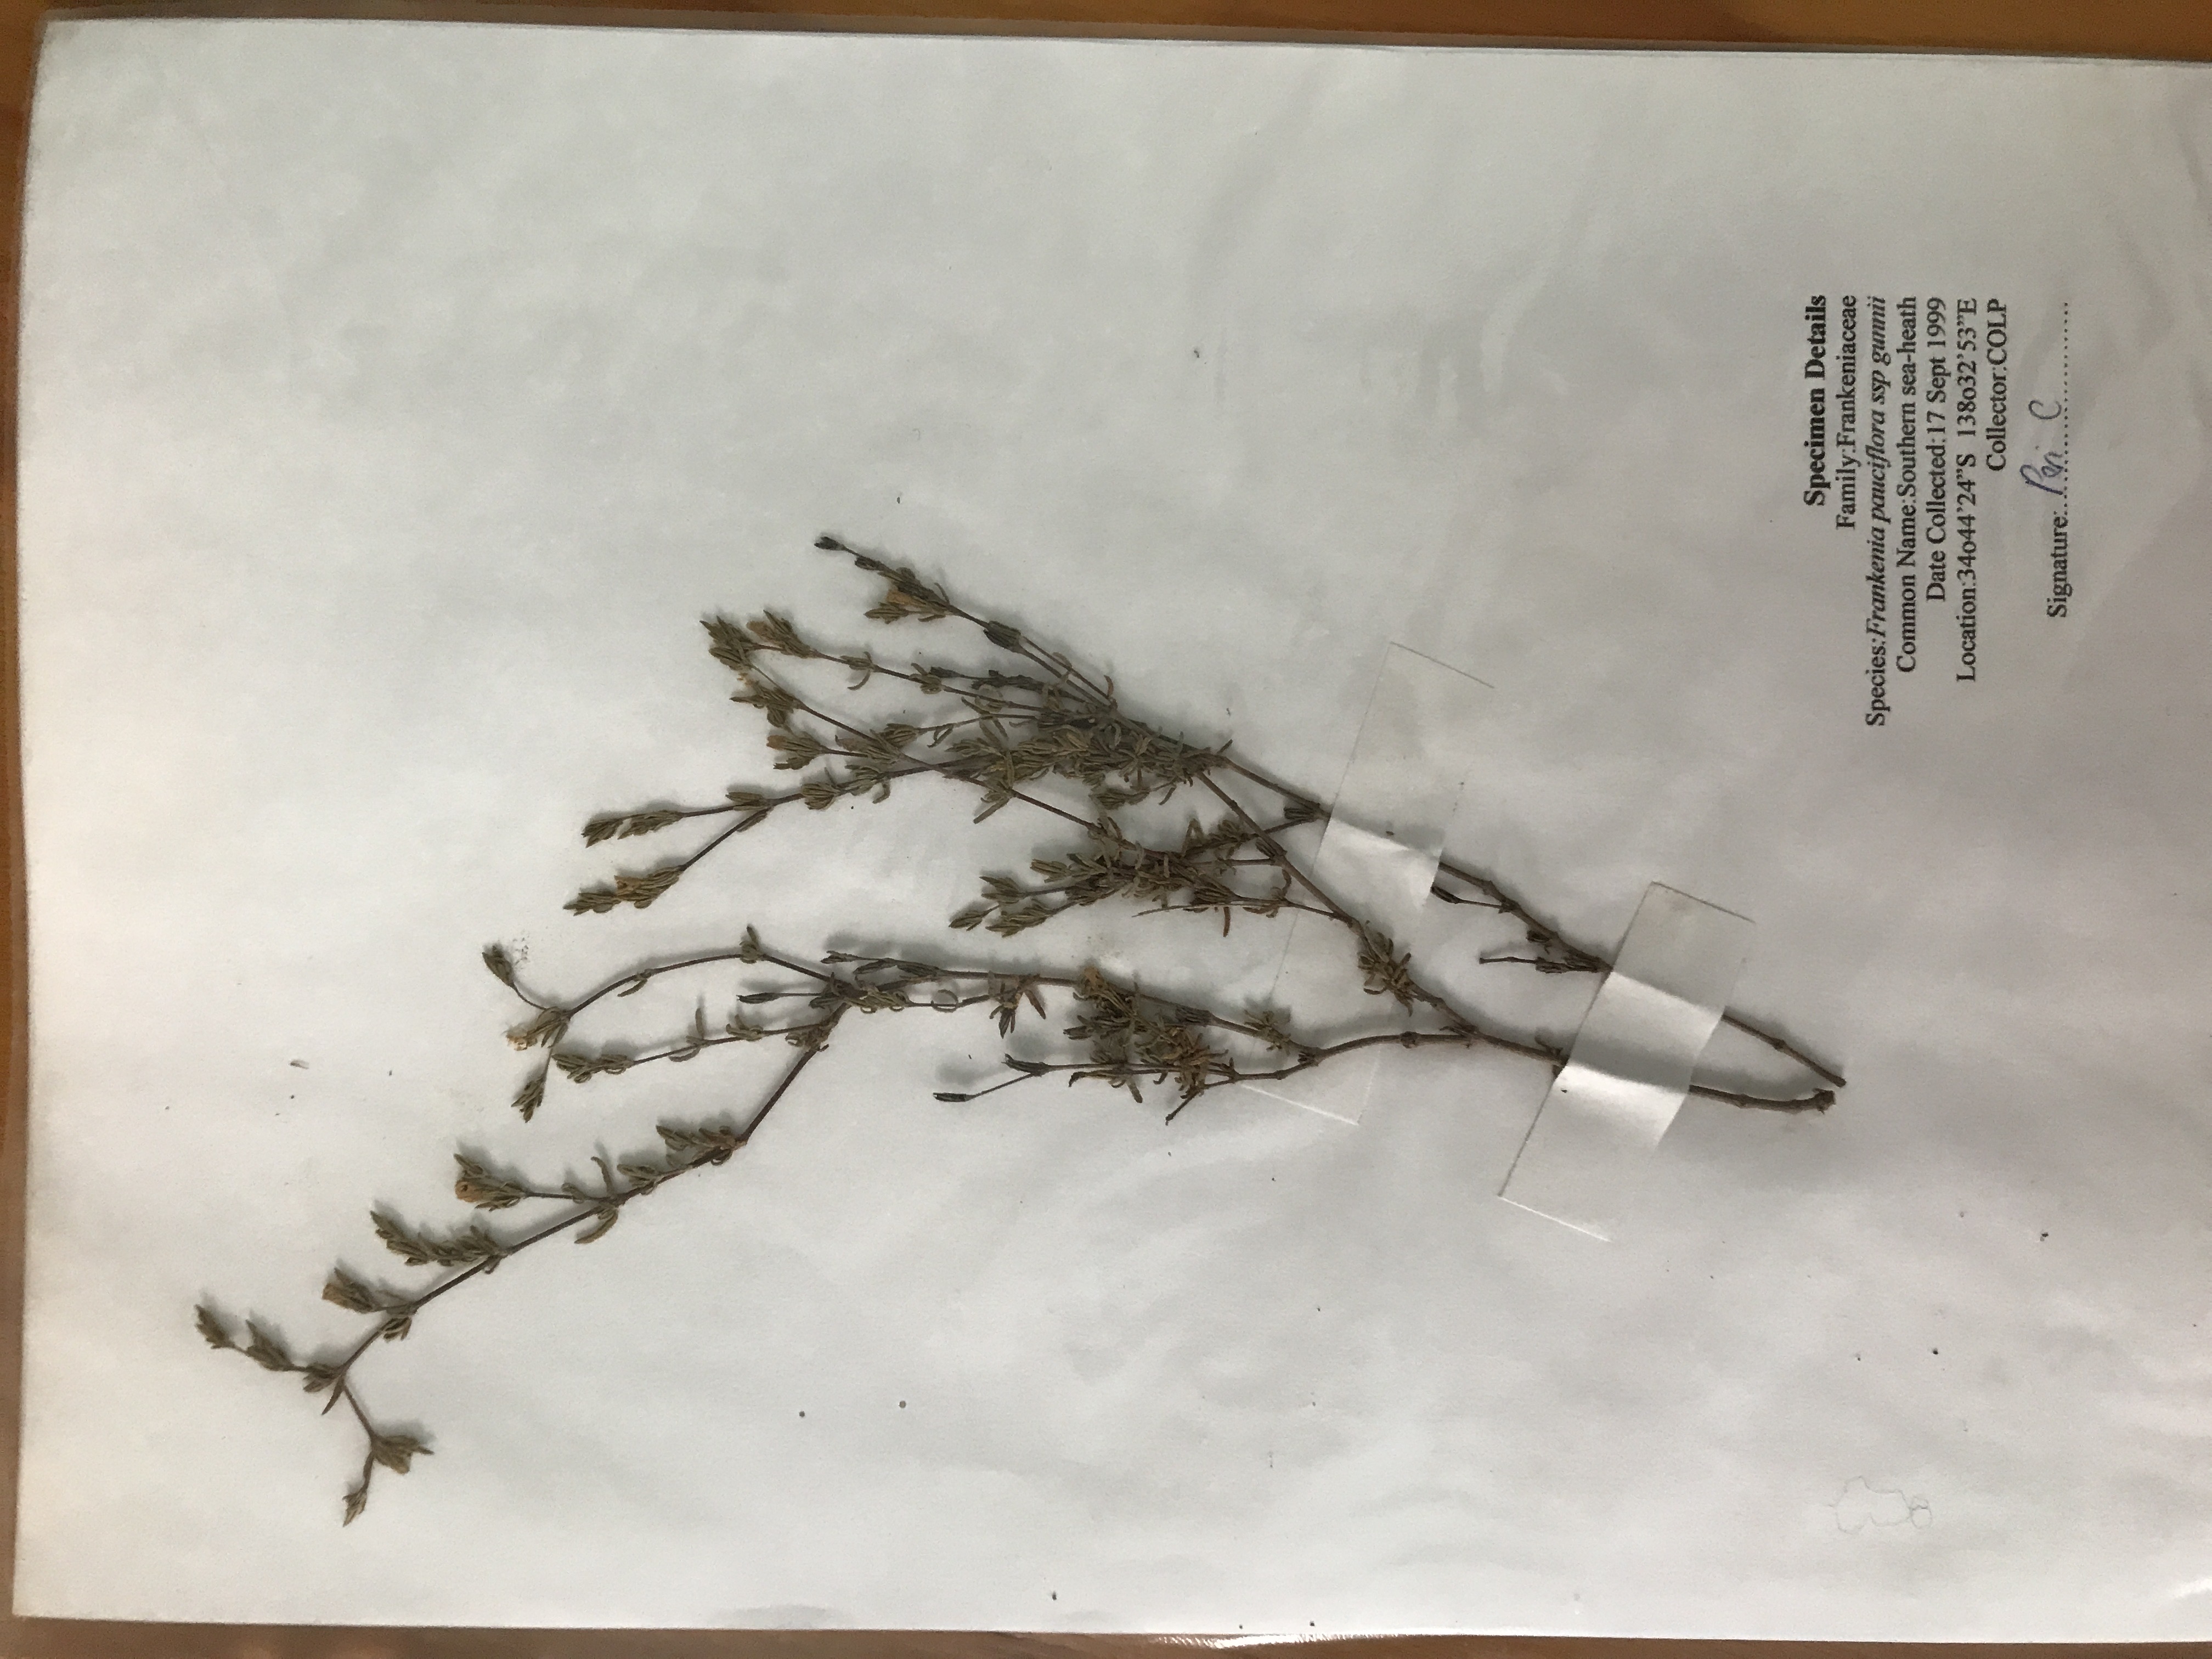 Specimen Details
Family:Frankeniaceae
Species:Frankenia pauciflora ssp gunnii
Common Name:Southern sea-heath
Date Collected:17 Sept 1999
Location:34o44'24"S 138o32'53"E
Collector:COLP
Signature:.................... C